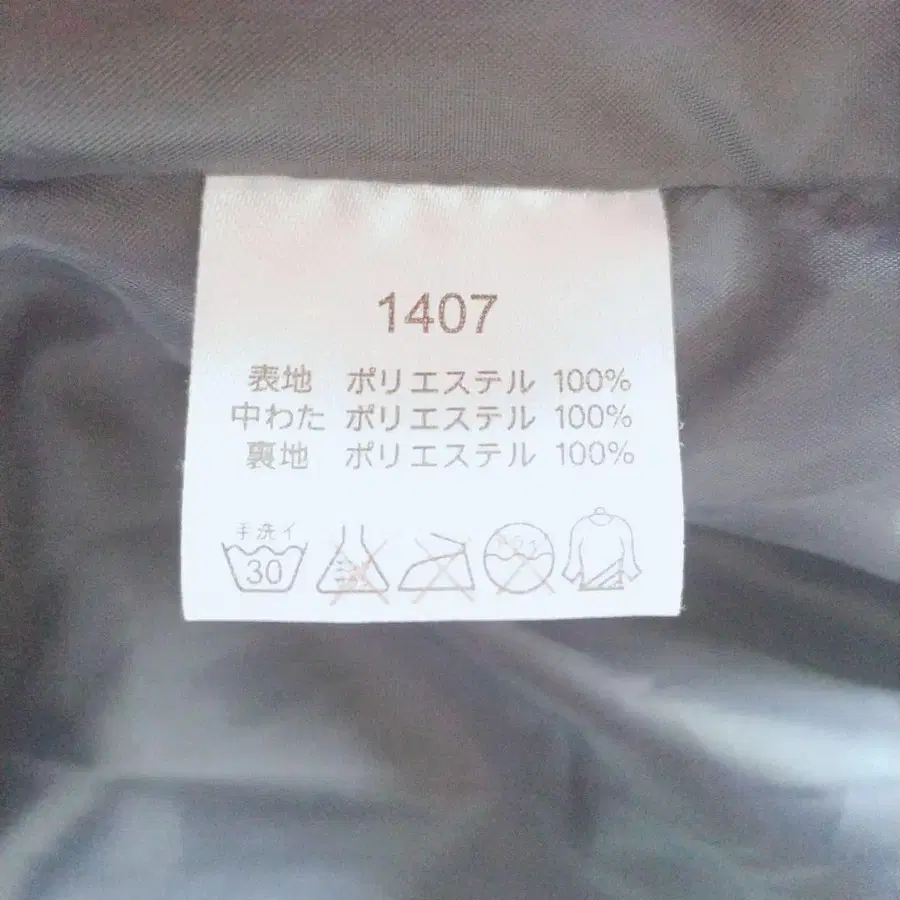 1407
表地 ポリエステル 100%
中わた ポリエステル 100%
裏地 ポリエステル 100%
手洗イ
30